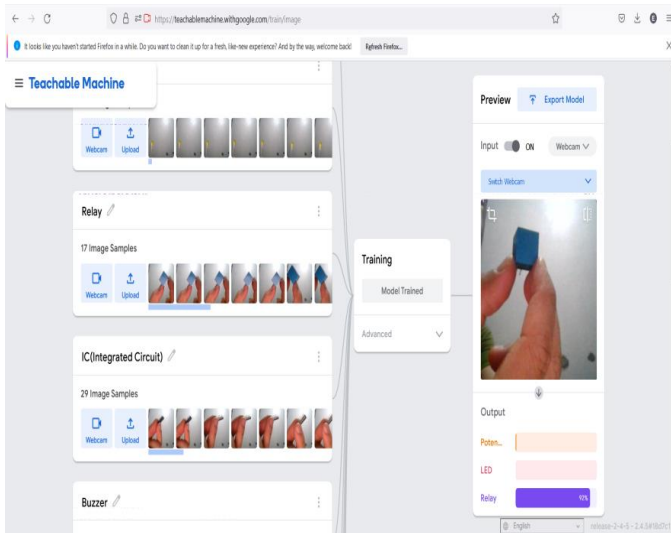 https://teachablemachine.withgoogle.com/train/image
It looks like you haven't started Firefox in a while. Do you want to clean it up for a fresh, like-new experience? And by the way, welcome back!
Refresh Firefox...
Teachable Machine
Webcam
Upload
Relay
17 Image Samples
Webcam
Upload
IC(Integrated Circuit)
29 Image Samples
Webcam
Upload
Buzzer
Training
Model Trained
Advanced
Preview
Export Model
Input
ON
Webcam
Switch Webcam
Output
Poten...
LED
Relay
92%
English